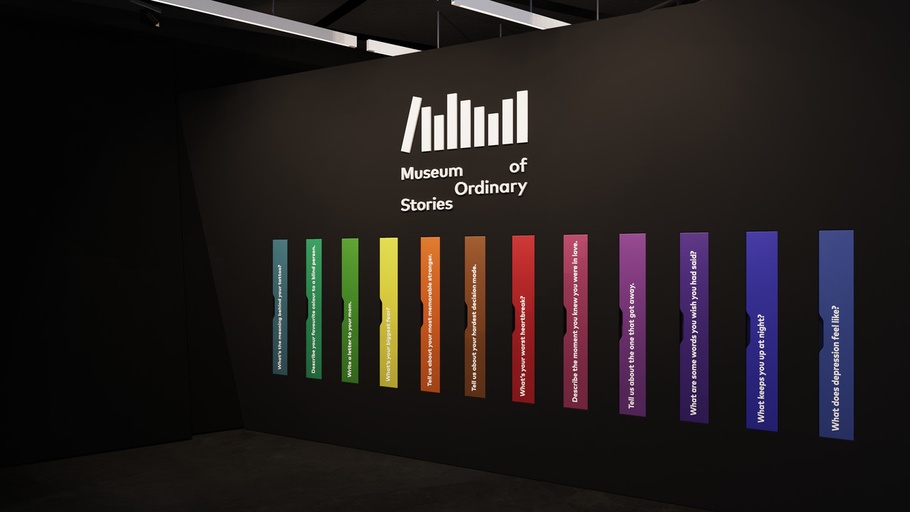 Museum of
Ordinary
Stories
What's the meaning behind your tattoo?
Describe your favourite colour to a blind person.
Write a letter to your mom.
What's your biggest fear?
Tell us about your most memorable stranger.
Tell us about your hardest decision made.
What's your worst heartbreak?
Describe the moment you knew you were in love.
Tell us about the one that got away.
What are some words you wish you had said?
What keeps you up at night?
What does depression feel like?